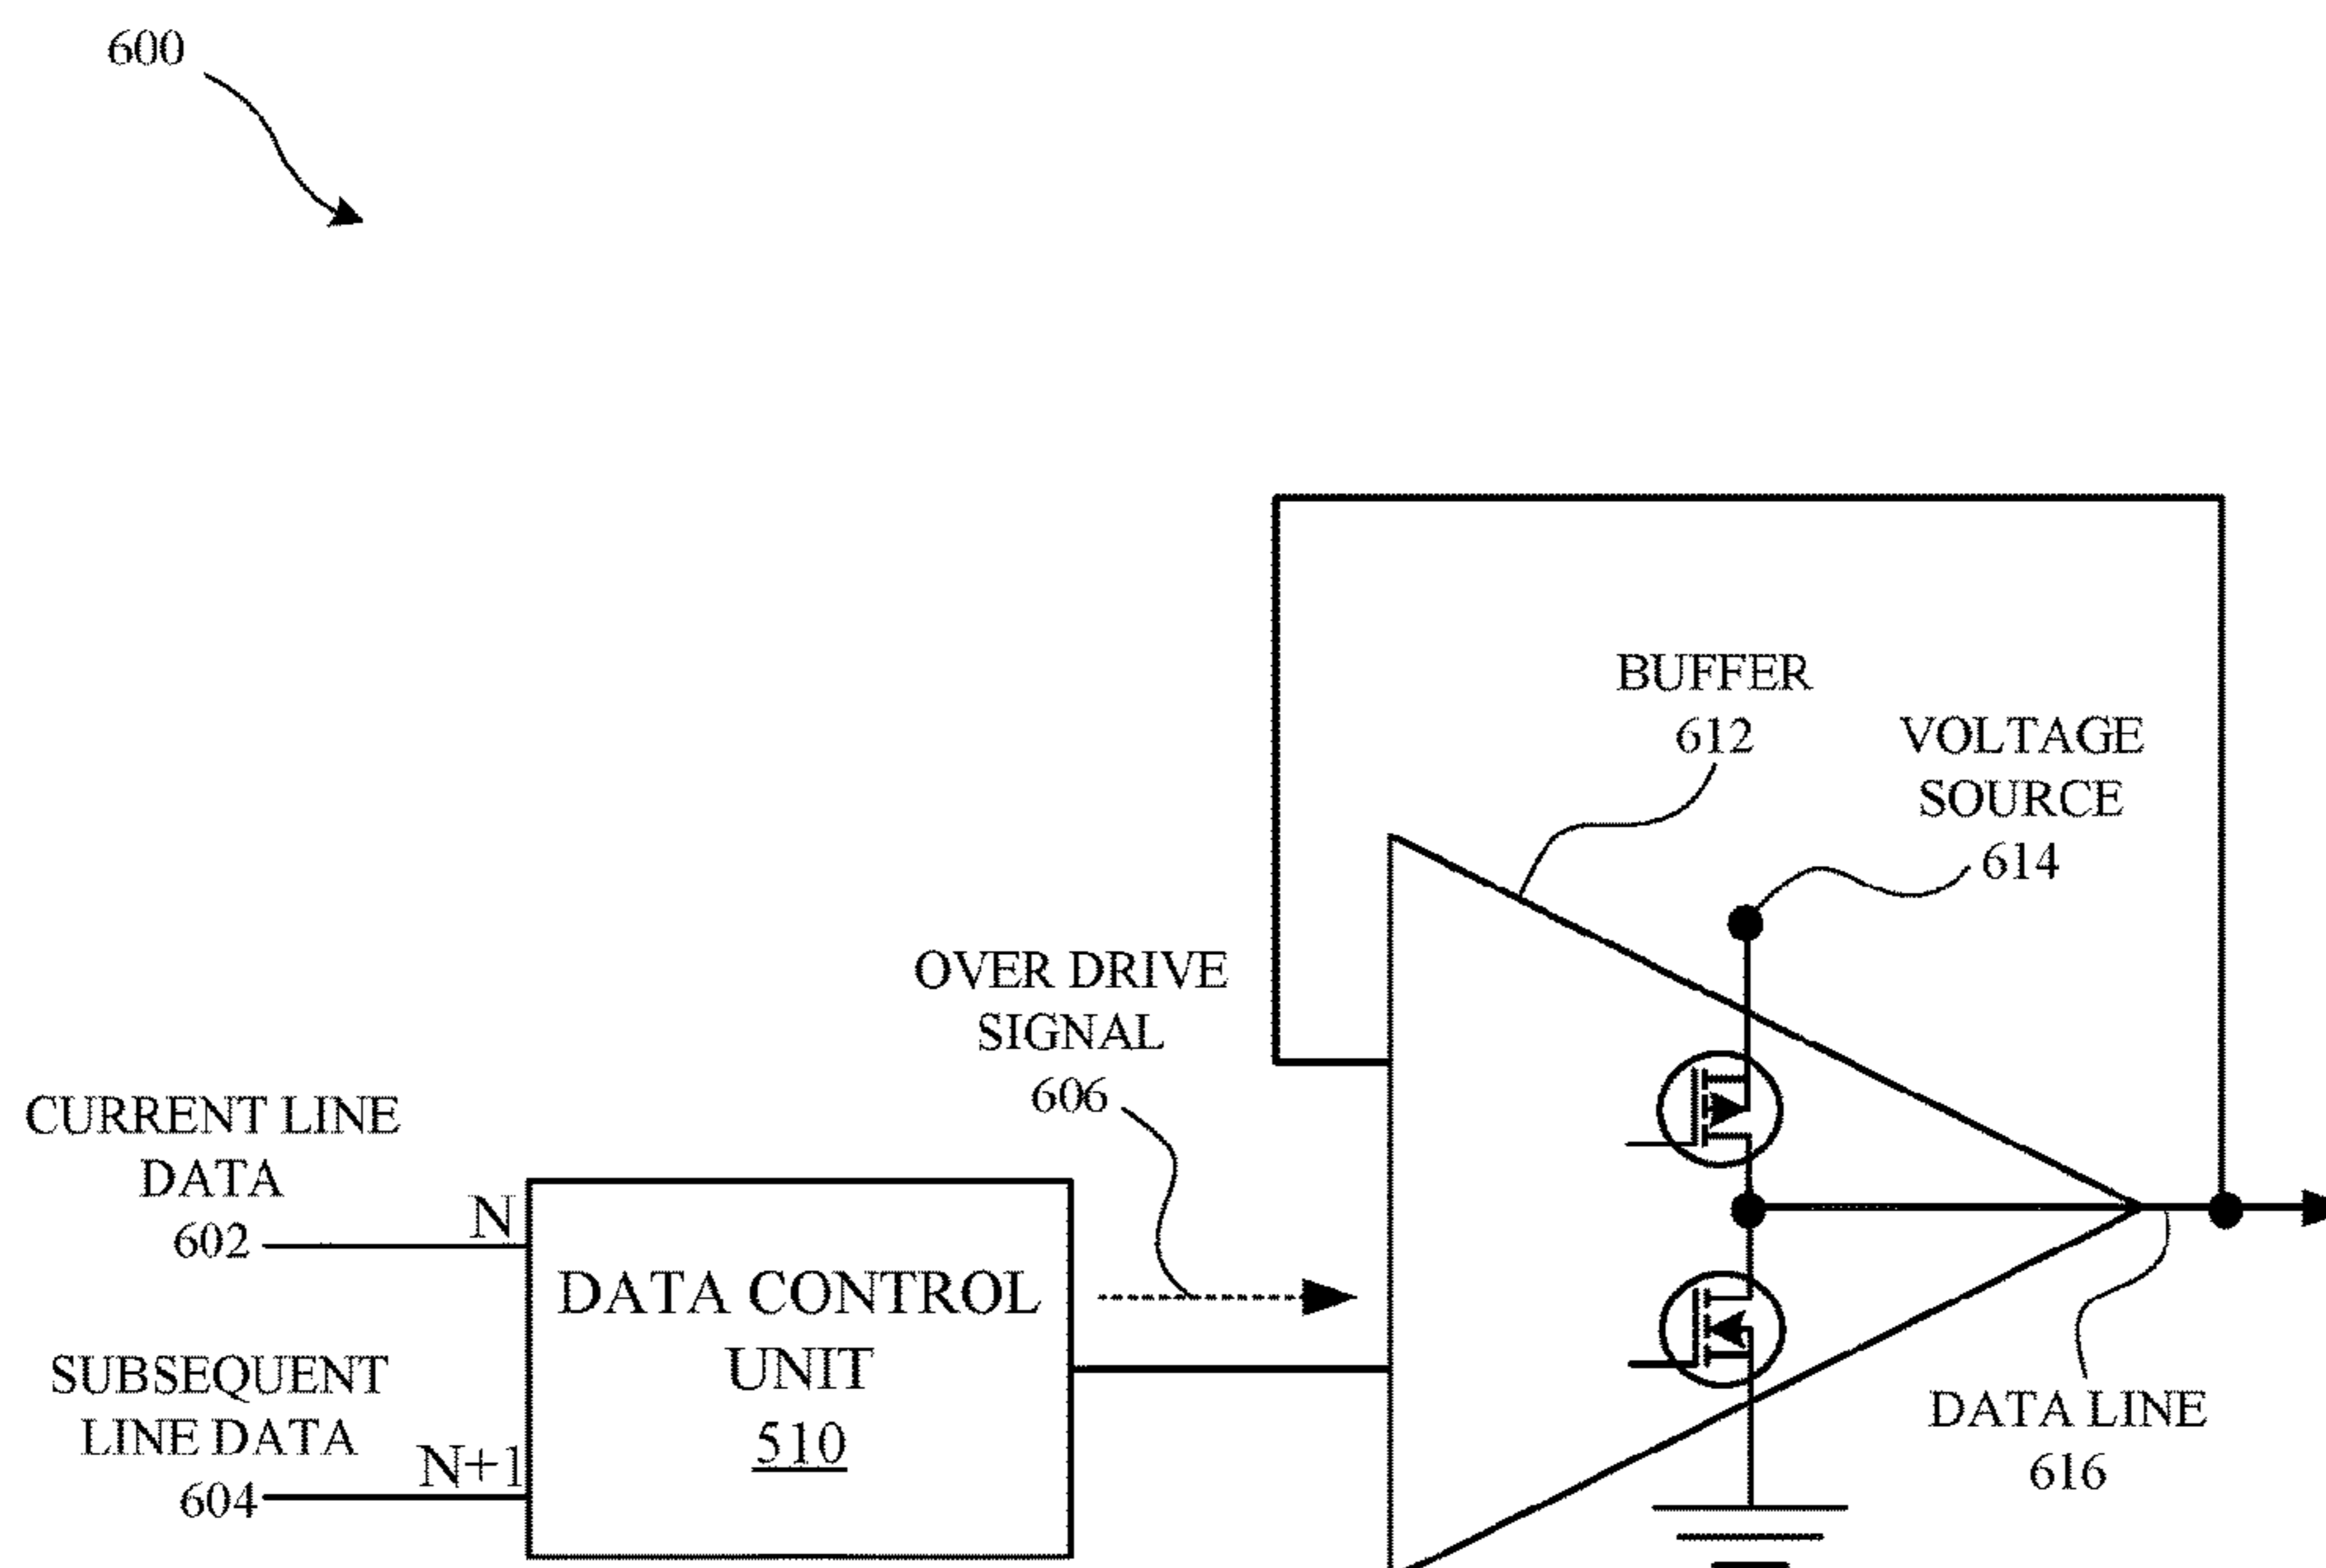 600
BUFFER
612
VOLTAGE
SOURCE
614
OVER DRIVE
SIGNAL
606
CURRENT LINE
DATA
602
N
SUBSEQUENT
LINE DATA
604
N+1
DATA CONTROL
UNIT
510
DATA LINE
616